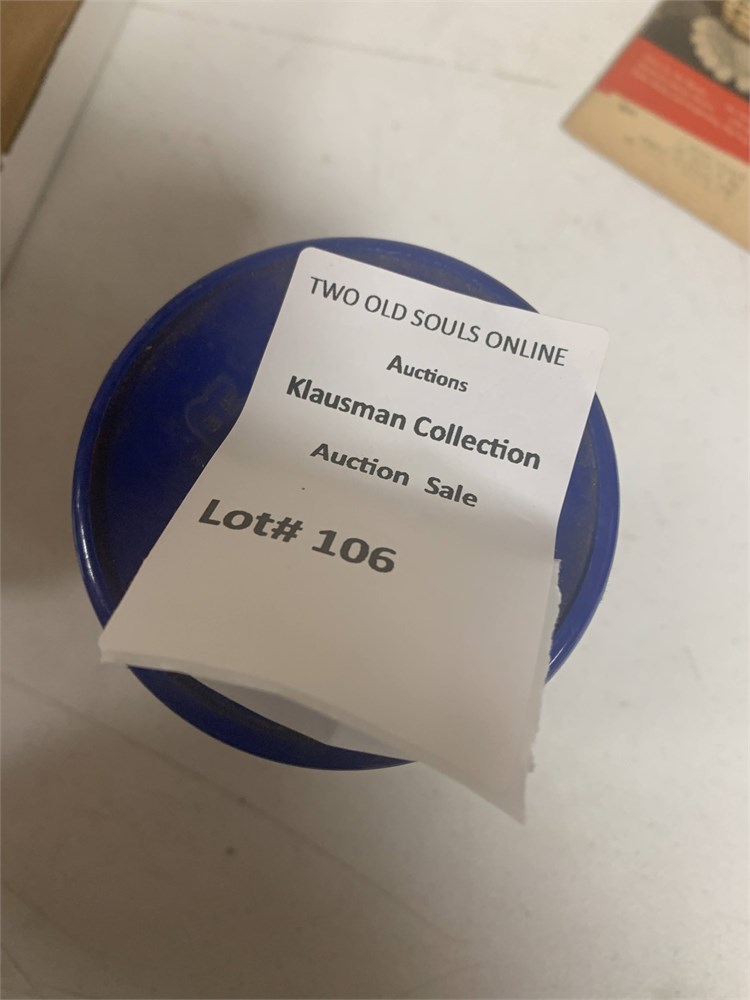 TWO OLD SOULS ONLINE
Auctions
Klausman Collection
Auction Sale
Lot# 106